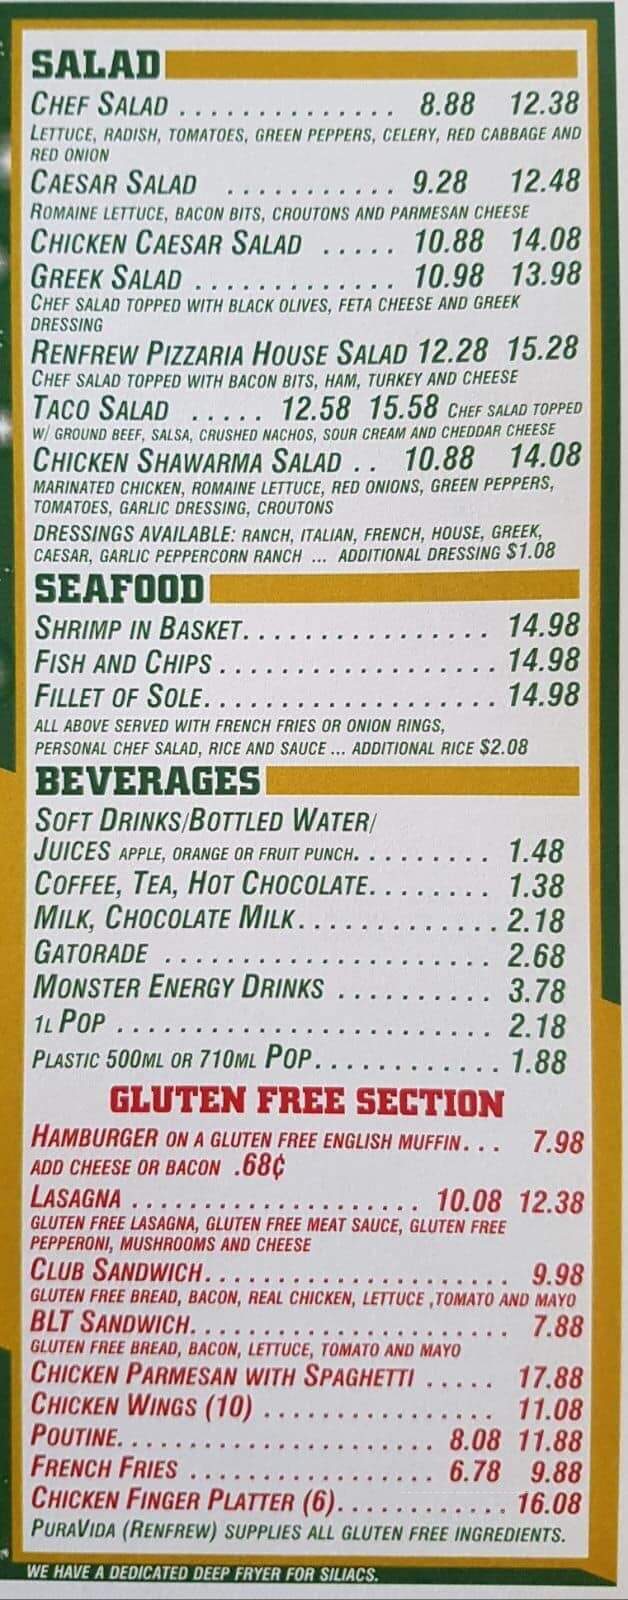 SALAD
CHEF SALAD .............. 8.88 12.38
LETTUCE, RADISH, TOMATOES, GREEN PEPPERS, CELERY, RED CABBAGE AND
RED ONION
CAESAR SALAD ........... 9.28 12.48
ROMAINE LETTUCE, BACON BITS, CROUTONS AND PARMESAN CHEESE
CHICKEN CAESAR SALAD ..... 10.88 14.08
GREEK SALAD ............. 10.98 13.98
CHEF SALAD TOPPED WITH BLACK OLIVES, FETA CHEESE AND GREEK
DRESSING
RENFREW PIZZARIA HOUSE SALAD 12.28 15.28
CHEF SALAD TOPPED WITH BACON BITS, HAM, TURKEY AND CHEESE
TACO SALAD ..... 12.58 15.58 CHEF SALAD TOPPED
W/ GROUND BEEF, SALSA, CRUSHED NACHOS, SOUR CREAM AND CHEDDAR CHEESE
CHICKEN SHAWARMA SALAD .. 10.88 14.08
MARINATED CHICKEN, ROMAINE LETTUCE, RED ONIONS, GREEN PEPPERS,
TOMATOES, GARLIC DRESSING, CROUTONS
DRESSINGS AVAILABLE: RANCH, ITALIAN, FRENCH, HOUSE, GREEK,
CAESAR, GARLIC PEPPERCORN RANCH ... ADDITIONAL DRESSING $1.08
SEAFOOD
SHRIMP IN BASKET................ 14.98
FISH AND CHIPS .................. 14.98
FILLET OF SOLE................... 14.98
ALL ABOVE SERVED WITH FRENCH FRIES OR ONION RINGS,
PERSONAL CHEF SALAD, RICE AND SAUCE ... ADDITIONAL RICE $2.08
BEVERAGES
SOFT DRINKS/BOTTLED WATER/
JUICES APPLE, ORANGE OR FRUIT PUNCH......... 1.48
COFFEE, TEA, HOT CHOCOLATE........ 1.38
MILK, CHOCOLATE MILK............. 2.18
GATORADE ..................... 2.68
MONSTER ENERGY DRINKS .......... 3.78
1L POP ........................ 2.18
PLASTIC 500ML OR 710ML POP............ 1.88
GLUTEN FREE SECTION
HAMBURGER ON A GLUTEN FREE ENGLISH MUFFIN... 7.98
ADD CHEESE OR BACON .68¢
LASAGNA .................... 10.08 12.38
GLUTEN FREE LASAGNA, GLUTEN FREE MEAT SAUCE, GLUTEN FREE
PEPPERONI, MUSHROOMS AND CHEESE
CLUB SANDWICH..................... 9.98
GLUTEN FREE BREAD, BACON, REAL CHICKEN, LETTUCE ,TOMATO AND MAYO
BLT SANDWICH...................... 7.88
GLUTEN FREE BREAD, BACON, LETTUCE, TOMATO AND MAYO
CHICKEN PARMESAN WITH SPAGHETTI ..... 17.88
CHICKEN WINGS (10) ................ 11.08
POUTINE...................... 8.08 11.88
FRENCH FRIES ................. 6.78 9.88
CHICKEN FINGER PLATTER (6)............ 16.08
PURAVIDA (RENFREW) SUPPLIES ALL GLUTEN FREE INGREDIENTS.
WE HAVE A DEDICATED DEEP FRYER FOR SILIACS.